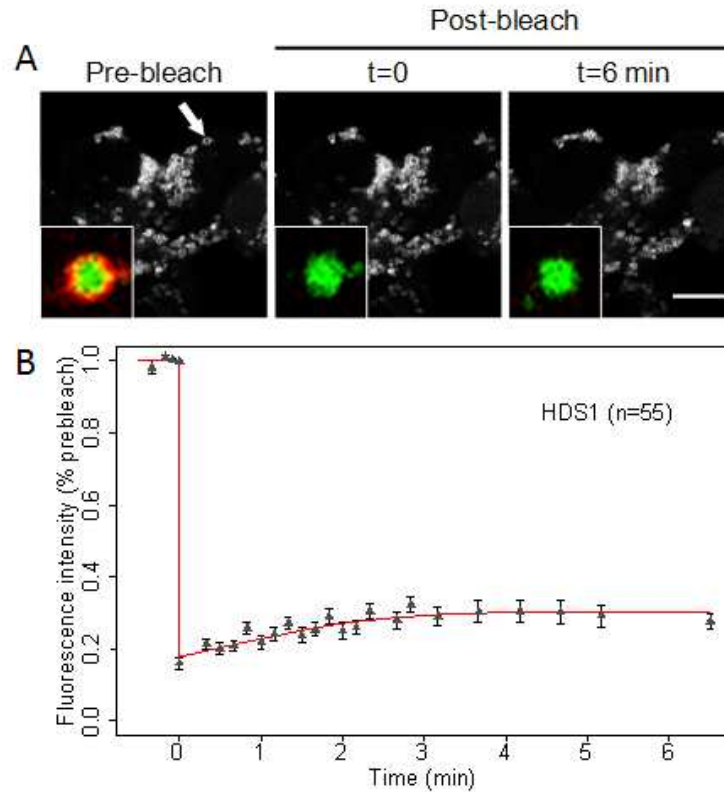 Post-bleach
A
Pre-bleach t=0 t=6 min
B
HDS1 (n=55)
Fluorescence intensity (% prebleach)
1.0
0.8
0.6
0.4
0.2
0.0
0 1 2 3 4 5 6
Time (min)